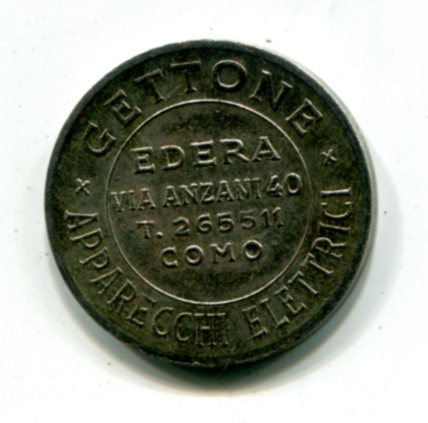 GETTONE
EDERA
VIA ANZANI 40
T. 265511
COMO
APPARECCHI ELETTRICI